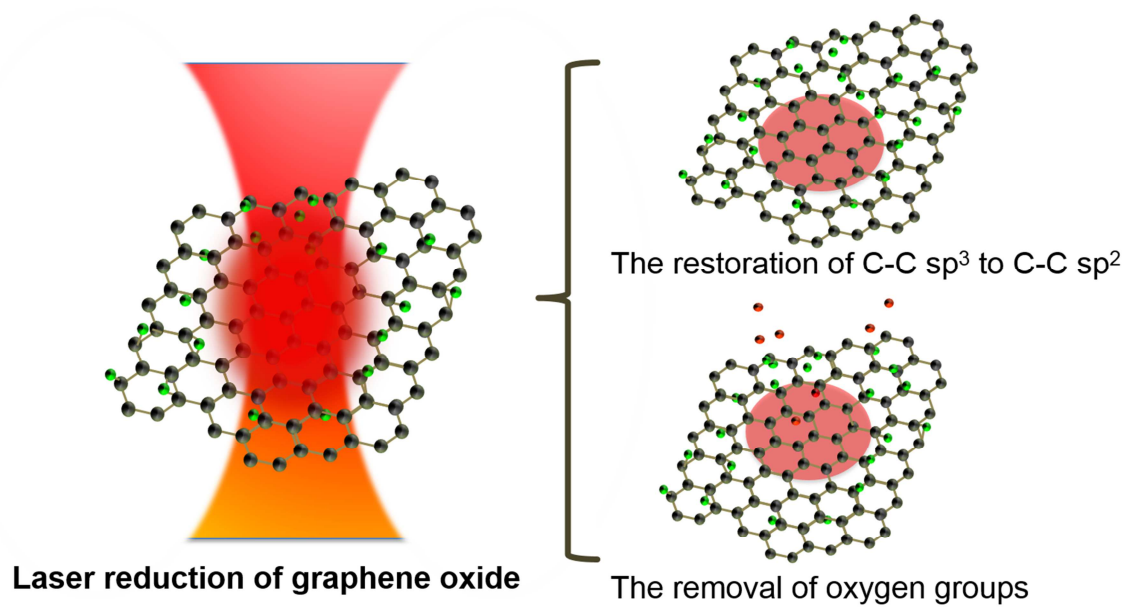 The restoration of C-C sp³ to C-C sp²
Laser reduction of graphene oxide
The removal of oxygen groups